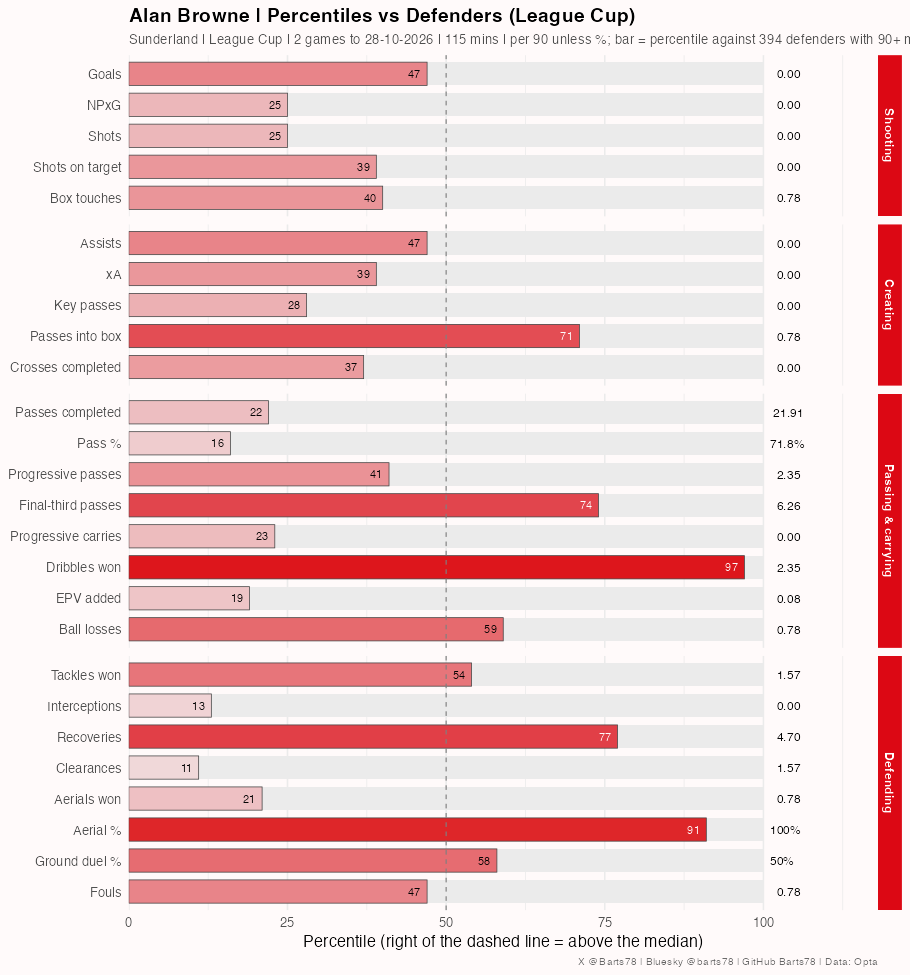 Alan Browne | Percentiles vs Defenders (League Cup)
Sunderland | League Cup | 2 games to 28-10-2026 | 115 mins | per 90 unless %; bar = percentile against 394 defenders with 90+
Goals 47 0.00
NPxG 25 0.00
Shots 25 0.00
Shots on target 39 0.00
Box touches 40 0.78
Shooting
Assists 47 0.00
xA 39 0.00
Key passes 28 0.00
Passes into box 71 0.78
Crosses completed 37 0.00
Creating
Passes completed 22 21.91
Pass % 16 71.8%
Progressive passes 41 2.35
Final-third passes 74 6.26
Progressive carries 23 0.00
Dribbles won 97 2.35
EPV added 19 0.08
Ball losses 59 0.78
Passing & carrying
Tackles won 54 1.57
Interceptions 13 0.00
Recoveries 77 4.70
Clearances 11 1.57
Aerials won 21 0.78
Aerial % 91 100%
Ground duel % 58 50%
Fouls 47 0.78
Defending
0 25 50 75 100
Percentile (right of the dashed line = above the median)
X @Barts78 | Bluesky @barts78 | GitHub Barts78 | Data: Opta